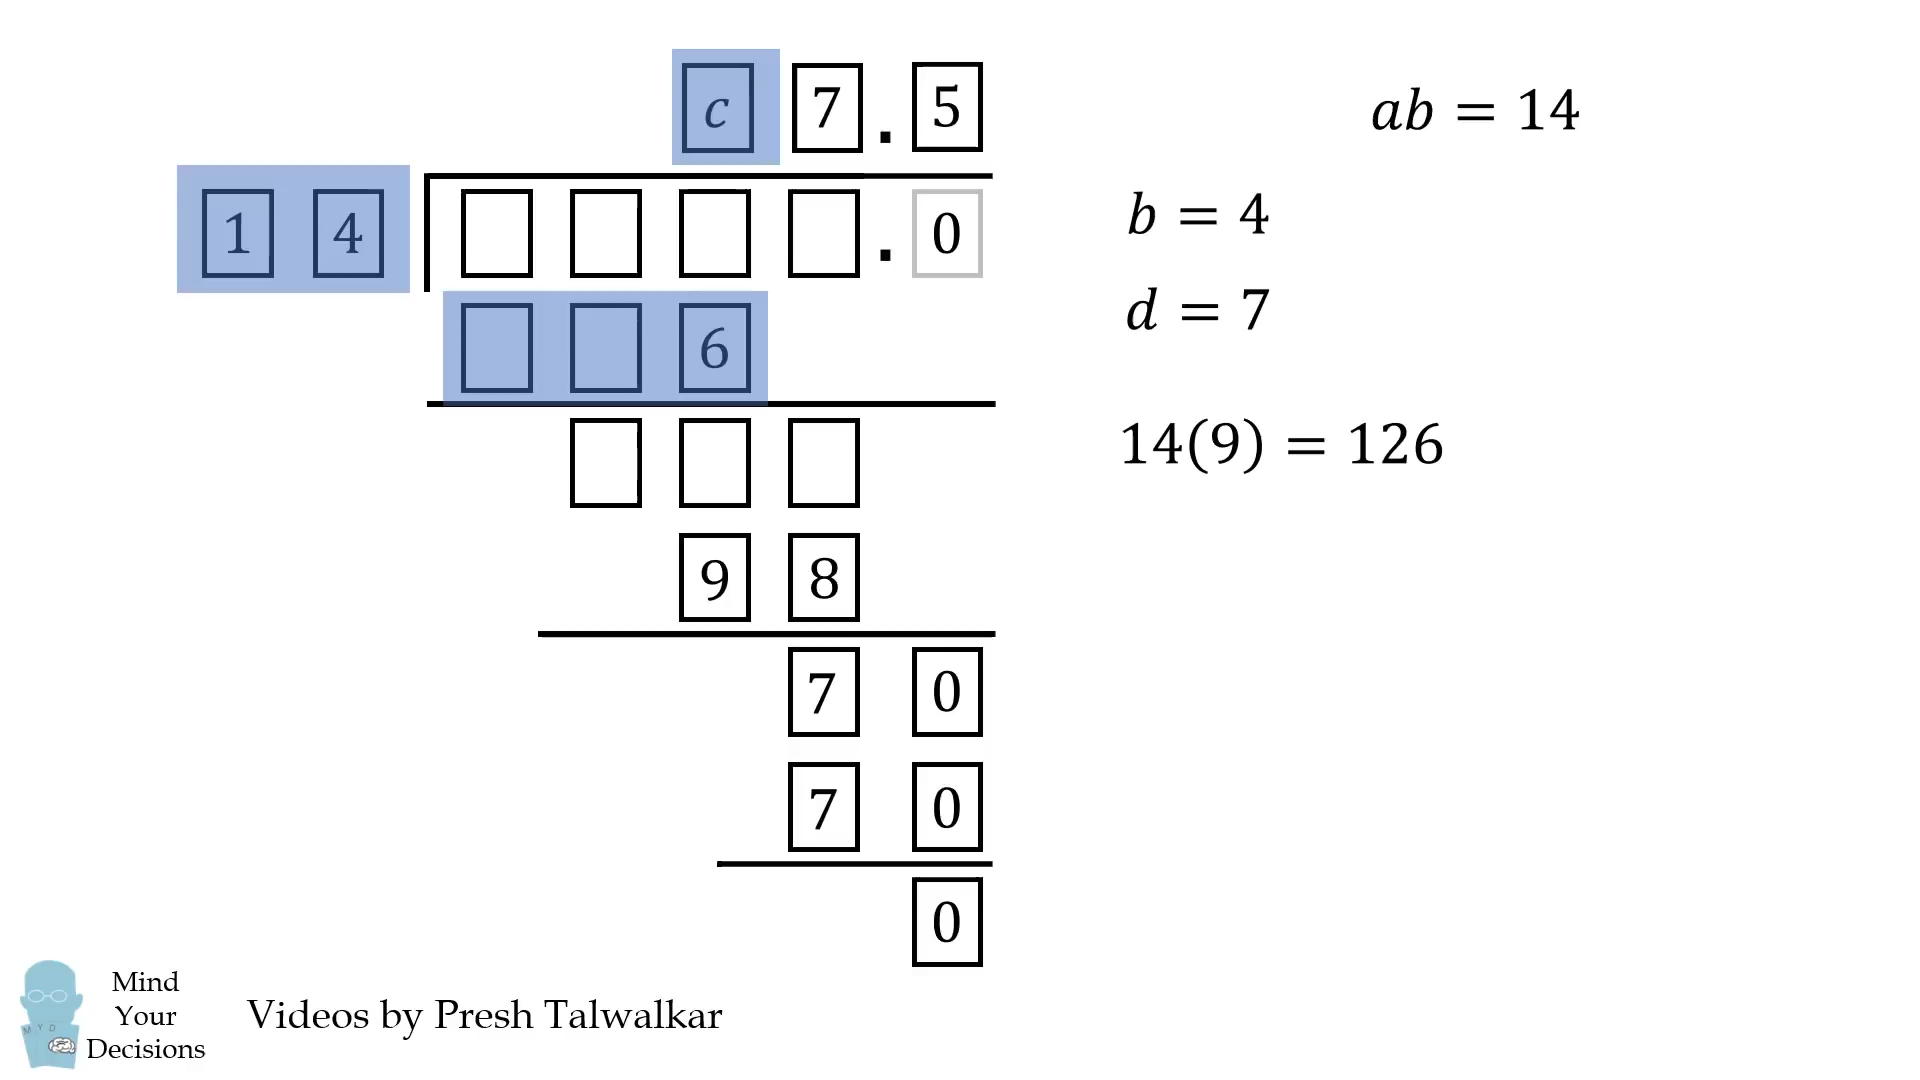 c 7 . 5
ab = 14
1 4 . 0
b = 4
d = 7
6
14(9) = 126
9 8
7 0
7 0
0
Mind
Your
Decisions
M Y D
Videos by Presh Talwalkar